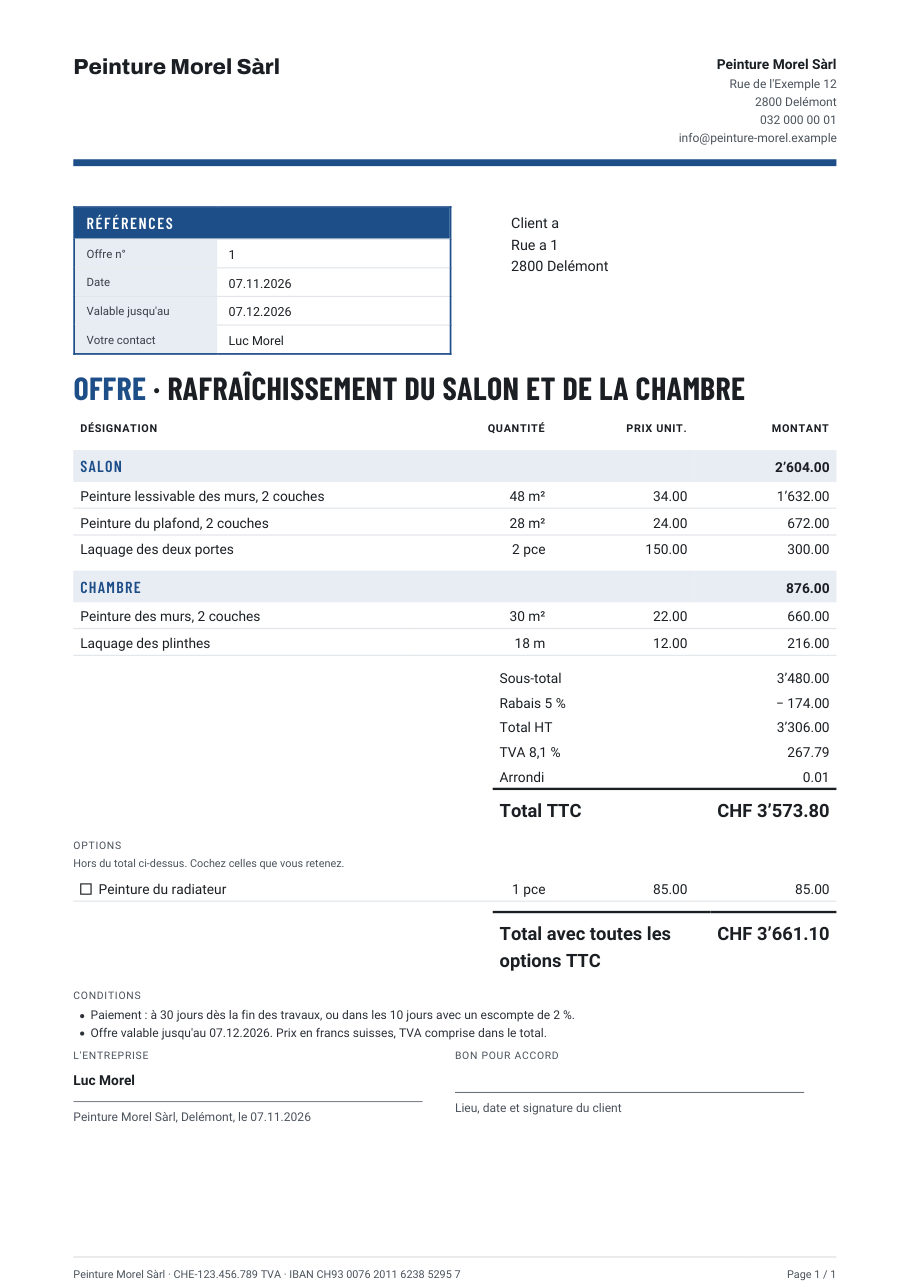 Peinture Morel Sàrl
Peinture Morel Sàrl
Rue de l'Exemple 12
2800 Delémont
032 000 00 01
info@peinture-morel.example
RÉFÉRENCES
Offre n° 1
Date 07.11.2026
Valable jusqu'au 07.12.2026
Votre contact Luc Morel
Client a
Rue a 1
2800 Delémont
OFFRE · RAFRAÎCHISSEMENT DU SALON ET DE LA CHAMBRE
DÉSIGNATION QUANTITÉ PRIX UNIT. MONTANT
SALON 2’604.00
Peinture lessivable des murs, 2 couches 48 m² 34.00 1’632.00
Peinture du plafond, 2 couches 28 m² 24.00 672.00
Laquage des deux portes 2 pce 150.00 300.00
CHAMBRE 876.00
Peinture des murs, 2 couches 30 m² 22.00 660.00
Laquage des plinthes 18 m 12.00 216.00
Sous-total 3’480.00
Rabais 5 % − 174.00
Total HT 3’306.00
TVA 8,1 % 267.79
Arrondi 0.01
Total TTC CHF 3’573.80
OPTIONS
Hors du total ci-dessus. Cochez celles que vous retenez.
☐ Peinture du radiateur 1 pce 85.00 85.00
Total avec toutes les CHF 3’661.10
options TTC
CONDITIONS
• Paiement : à 30 jours dès la fin des travaux, ou dans les 10 jours avec un escompte de 2 %.
• Offre valable jusqu'au 07.12.2026. Prix en francs suisses, TVA comprise dans le total.
L'ENTREPRISE
Luc Morel
Peinture Morel Sàrl, Delémont, le 07.11.2026
BON POUR ACCORD
Lieu, date et signature du client
Peinture Morel Sàrl · CHE-123.456.789 TVA · IBAN CH93 0076 2011 6238 5295 7 Page 1 / 1